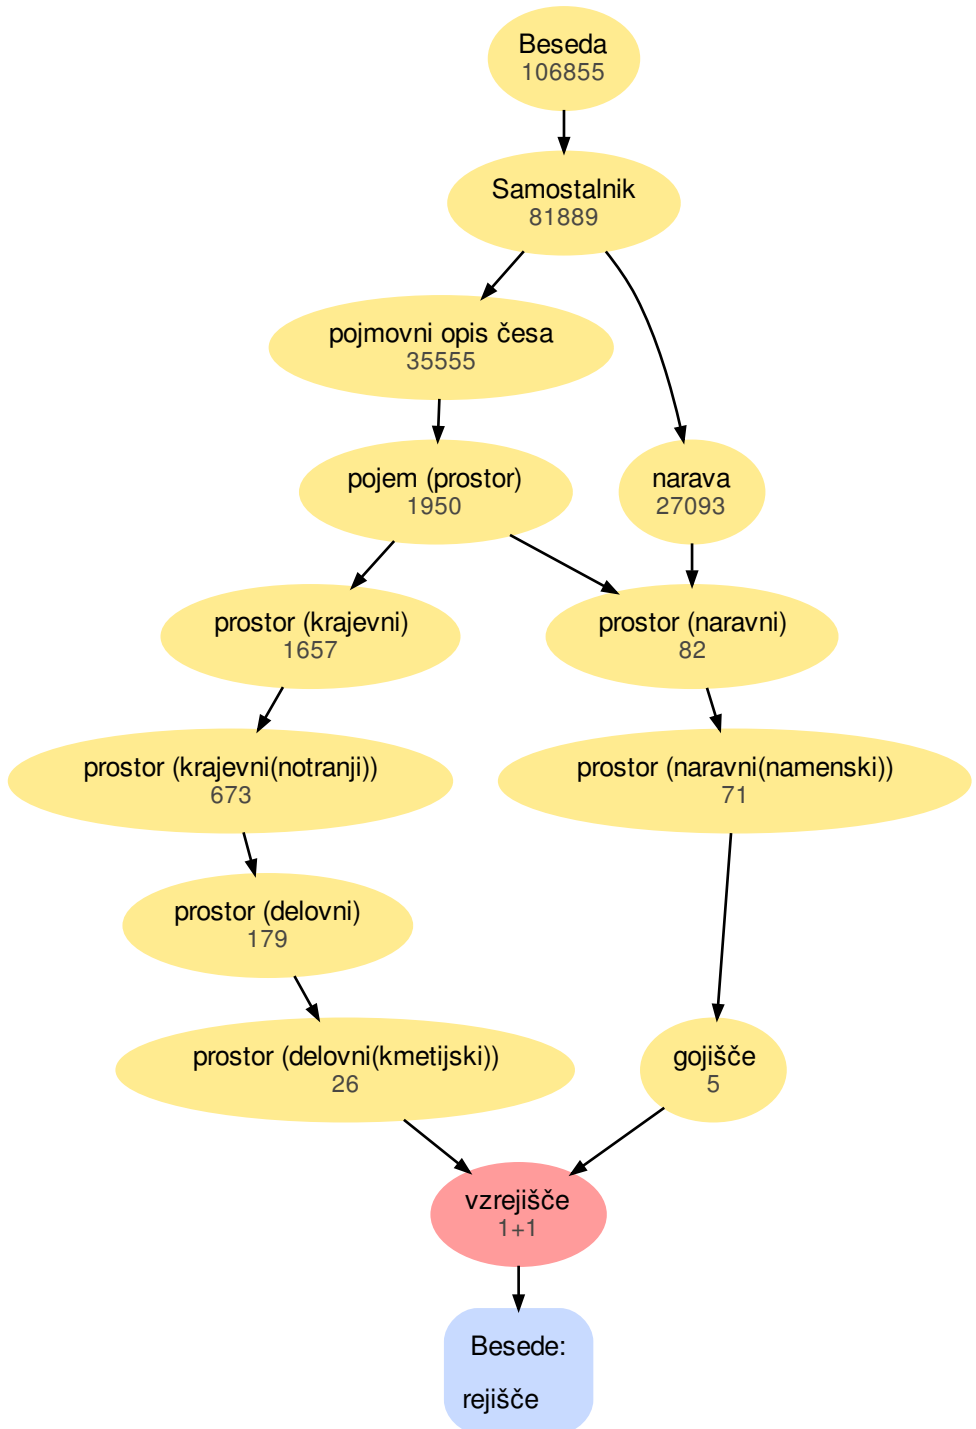 Beseda
106855
Samostalnik
81889
pojmovni opis česa
35555
pojem (prostor)
1950
narava
27093
prostor (krajevni)
1657
prostor (naravni)
82
prostor (krajevni(notranji))
673
prostor (naravni(namenski))
71
prostor (delovni)
179
prostor (delovni(kmetijski))
26
gojišče
5
vzrejišče
1+1
Besede:
rejišče